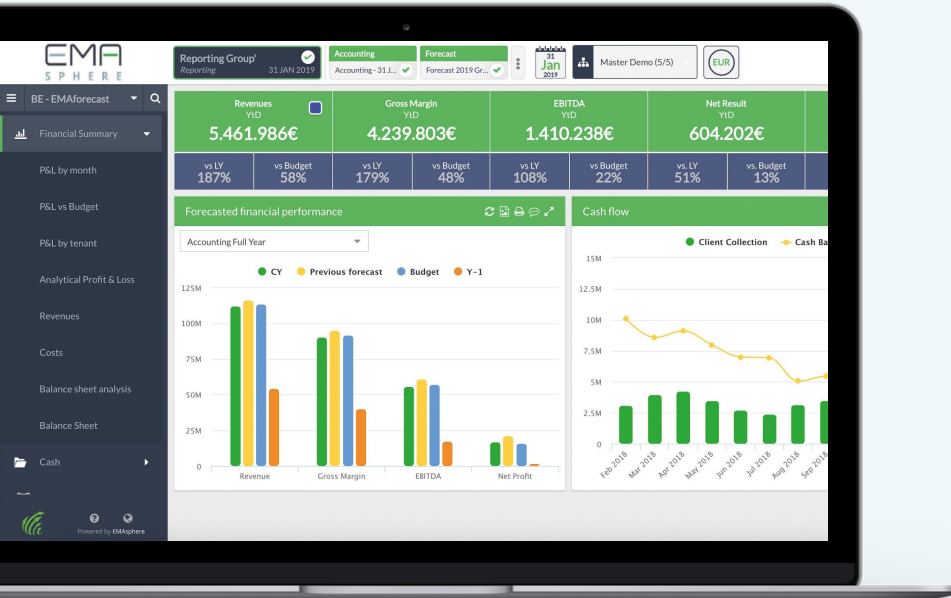 EMA
SPHERE
Reporting Group'
Reporting 31 JAN 2019
Accounting
Accounting - 31 J...
Forecast
Forecast 2019 Gr...
31
Jan
2019
Master Demo (5/5)
EUR
BE - EMAforecast
Financial Summary
P&L by month
P&L vs Budget
P&L by tenant
Analytical Profit & Loss
Revenues
Costs
Balance sheet analysis
Balance Sheet
Cash
Powered by EMAsphere
Revenues
YtD
5.461.986€
vs LY
187%
vs Budget
58%
Gross Margin
YtD
4.239.803€
vs LY
179%
vs Budget
48%
EBITDA
YtD
1.410.238€
vs LY
108%
vs Budget
22%
Net Result
YtD
604.202€
vs. LY
51%
vs. Budget
13%
Forecasted financial performance
Accounting Full Year
CY Previous forecast Budget Y-1
125M
100M
75M
50M
25M
0
Revenue Gross Margin EBITDA Net Profit
Cash flow
Client Collection Cash Ba
15M
12.5M
10M
7.5M
5M
2.5M
0
Feb 2018 Mar 2018 Apr 2018 May 2018 Jun 2018 Jul 2018 Aug 2018 Sep 2018